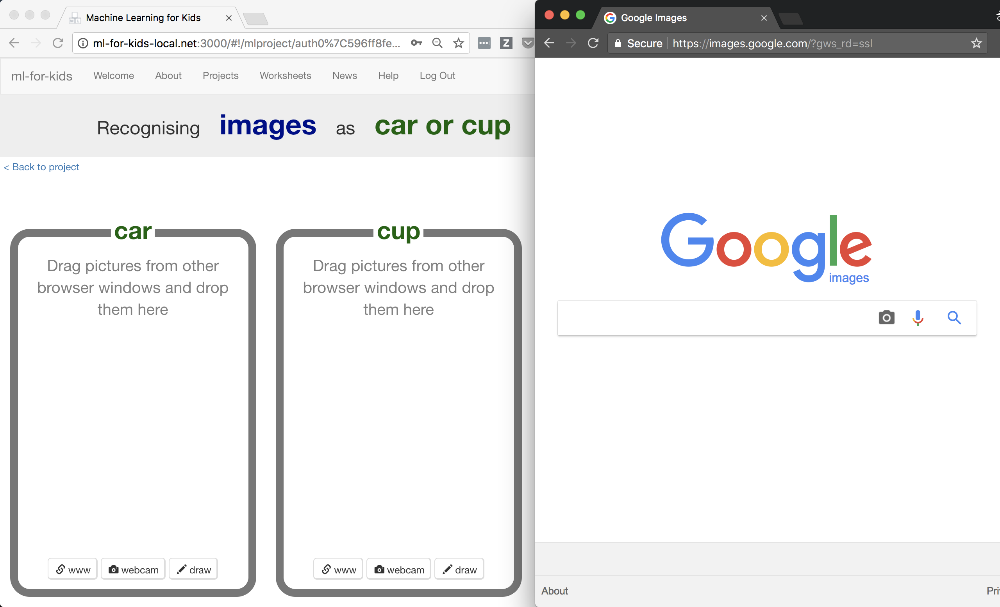 Machine Learning for Kids
ml-for-kids-local.net:3000/#!/mlproject/auth0%7C596ff8fe...
Z
ml-for-kids Welcome About Projects Worksheets News Help Log Out
Recognising images as car or cup
< Back to project
car
Drag pictures from other
browser windows and drop
them here
www webcam draw
cup
Drag pictures from other
browser windows and drop
them here
www webcam draw
Google Images
Secure https://images.google.com/?gws_rd=ssl
Google
images
About